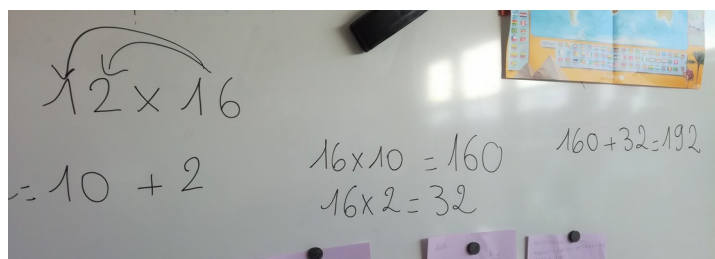 12 x 16
= 10 + 2
16 x 10 = 160
16 x 2 = 32
160 + 32 = 192